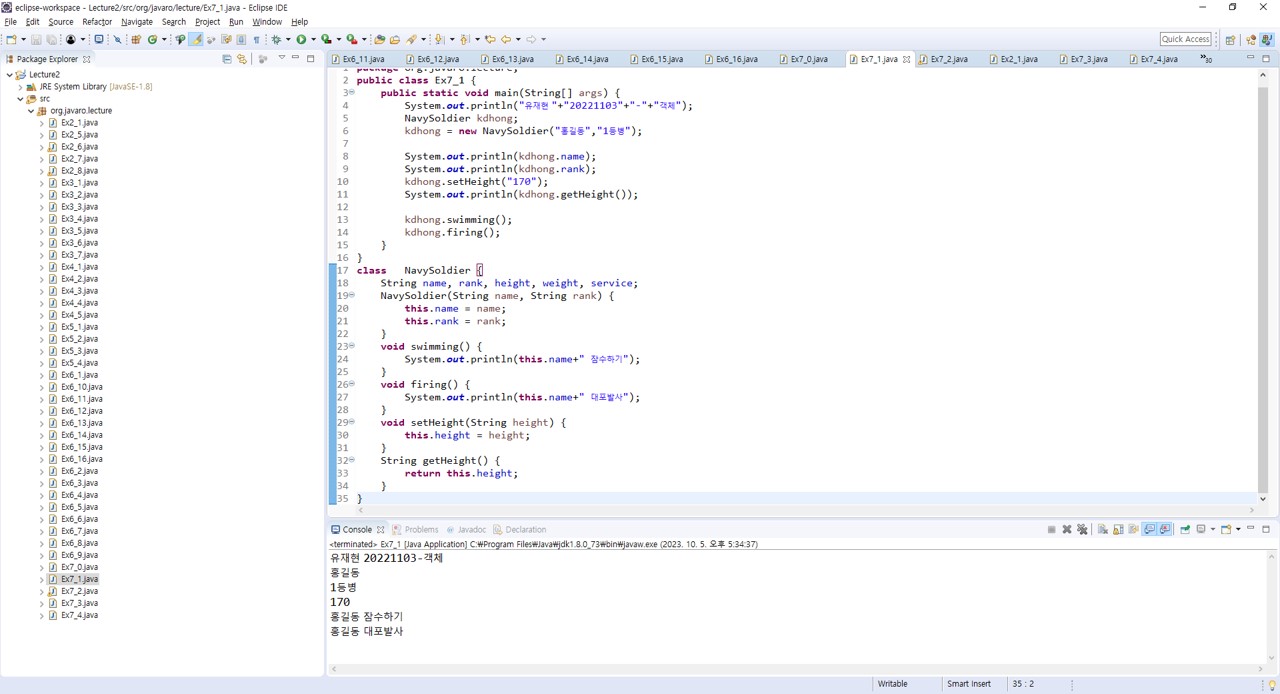 eclipse-workspace - Lecture2/src/org/javaro/lecture/Ex7_1.java - Eclipse IDE
File Edit Source Refactor Navigate Search Project Run Window Help
Quick Access
Package Explorer
Ex6_11.java Ex6_12.java Ex6_13.java Ex6_14.java Ex6_15.java Ex6_16.java Ex7_0.java Ex7_1.java Ex7_2.java Ex2_1.java Ex7_3.java Ex7_4.java »30
Lecture2
JRE System Library [JavaSE-1.8]
src
org.javaro.lecture
Ex2_1.java
Ex2_5.java
Ex2_6.java
Ex2_7.java
Ex2_8.java
Ex3_1.java
Ex3_2.java
Ex3_3.java
Ex3_4.java
Ex3_5.java
Ex3_6.java
Ex3_7.java
Ex4_1.java
Ex4_2.java
Ex4_3.java
Ex4_4.java
Ex4_5.java
Ex5_1.java
Ex5_2.java
Ex5_3.java
Ex5_4.java
Ex6_1.java
Ex6_10.java
Ex6_11.java
Ex6_12.java
Ex6_13.java
Ex6_14.java
Ex6_15.java
Ex6_16.java
Ex6_2.java
Ex6_3.java
Ex6_4.java
Ex6_5.java
Ex6_6.java
Ex6_7.java
Ex6_8.java
Ex6_9.java
Ex7_0.java
Ex7_1.java
Ex7_2.java
Ex7_3.java
Ex7_4.java
1 package org.javaro.lecture;
2 public class Ex7_1 {
3 public static void main(String[] args) {
4 System.out.println("유재현 "+"20221103"+"-"+"객체");
5 NavySoldier kdhong;
6 kdhong = new NavySoldier("홍길동","1등병");
7
8 System.out.println(kdhong.name);
9 System.out.println(kdhong.rank);
10 kdhong.setHeight("170");
11 System.out.println(kdhong.getHeight());
12
13 kdhong.swimming();
14 kdhong.firing();
15 }
16 }
17 class NavySoldier {
18 String name, rank, height, weight, service;
19 NavySoldier(String name, String rank) {
20 this.name = name;
21 this.rank = rank;
22 }
23 void swimming() {
24 System.out.println(this.name+" 잠수하기");
25 }
26 void firing() {
27 System.out.println(this.name+" 대포발사");
28 }
29 void setHeight(String height) {
30 this.height = height;
31 }
32 String getHeight() {
33 return this.height;
34 }
35 }
Console Problems Javadoc Declaration
<terminated> Ex7_1 [Java Application] C:₩Program Files₩Java₩jdk1.8.0_73₩bin₩javaw.exe (2023. 10. 5. 오후 5:34:37)
유재현 20221103-객체
홍길동
1등병
170
홍길동 잠수하기
홍길동 대포발사
Writable Smart Insert 35 : 2